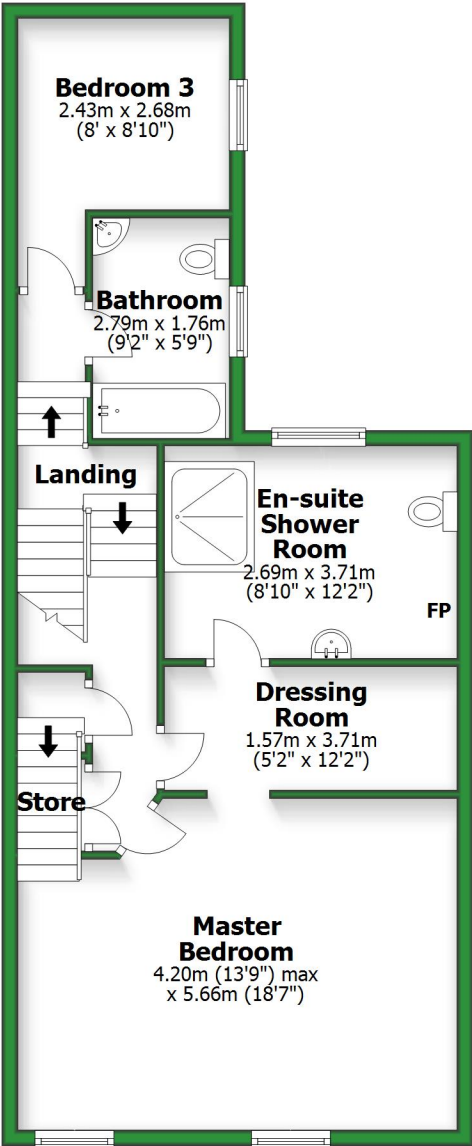 Bedroom 3
2.43m x 2.68m
(8' x 8'10")
Bathroom
2.79m x 1.76m
(9'2" x 5'9")
Landing
En-suite
Shower
Room
2.69m x 3.71m
(8'10" x 12'2")
FP
Dressing
Room
1.57m x 3.71m
(5'2" x 12'2")
Store
Master
Bedroom
4.20m (13'9") max
x 5.66m (18'7")